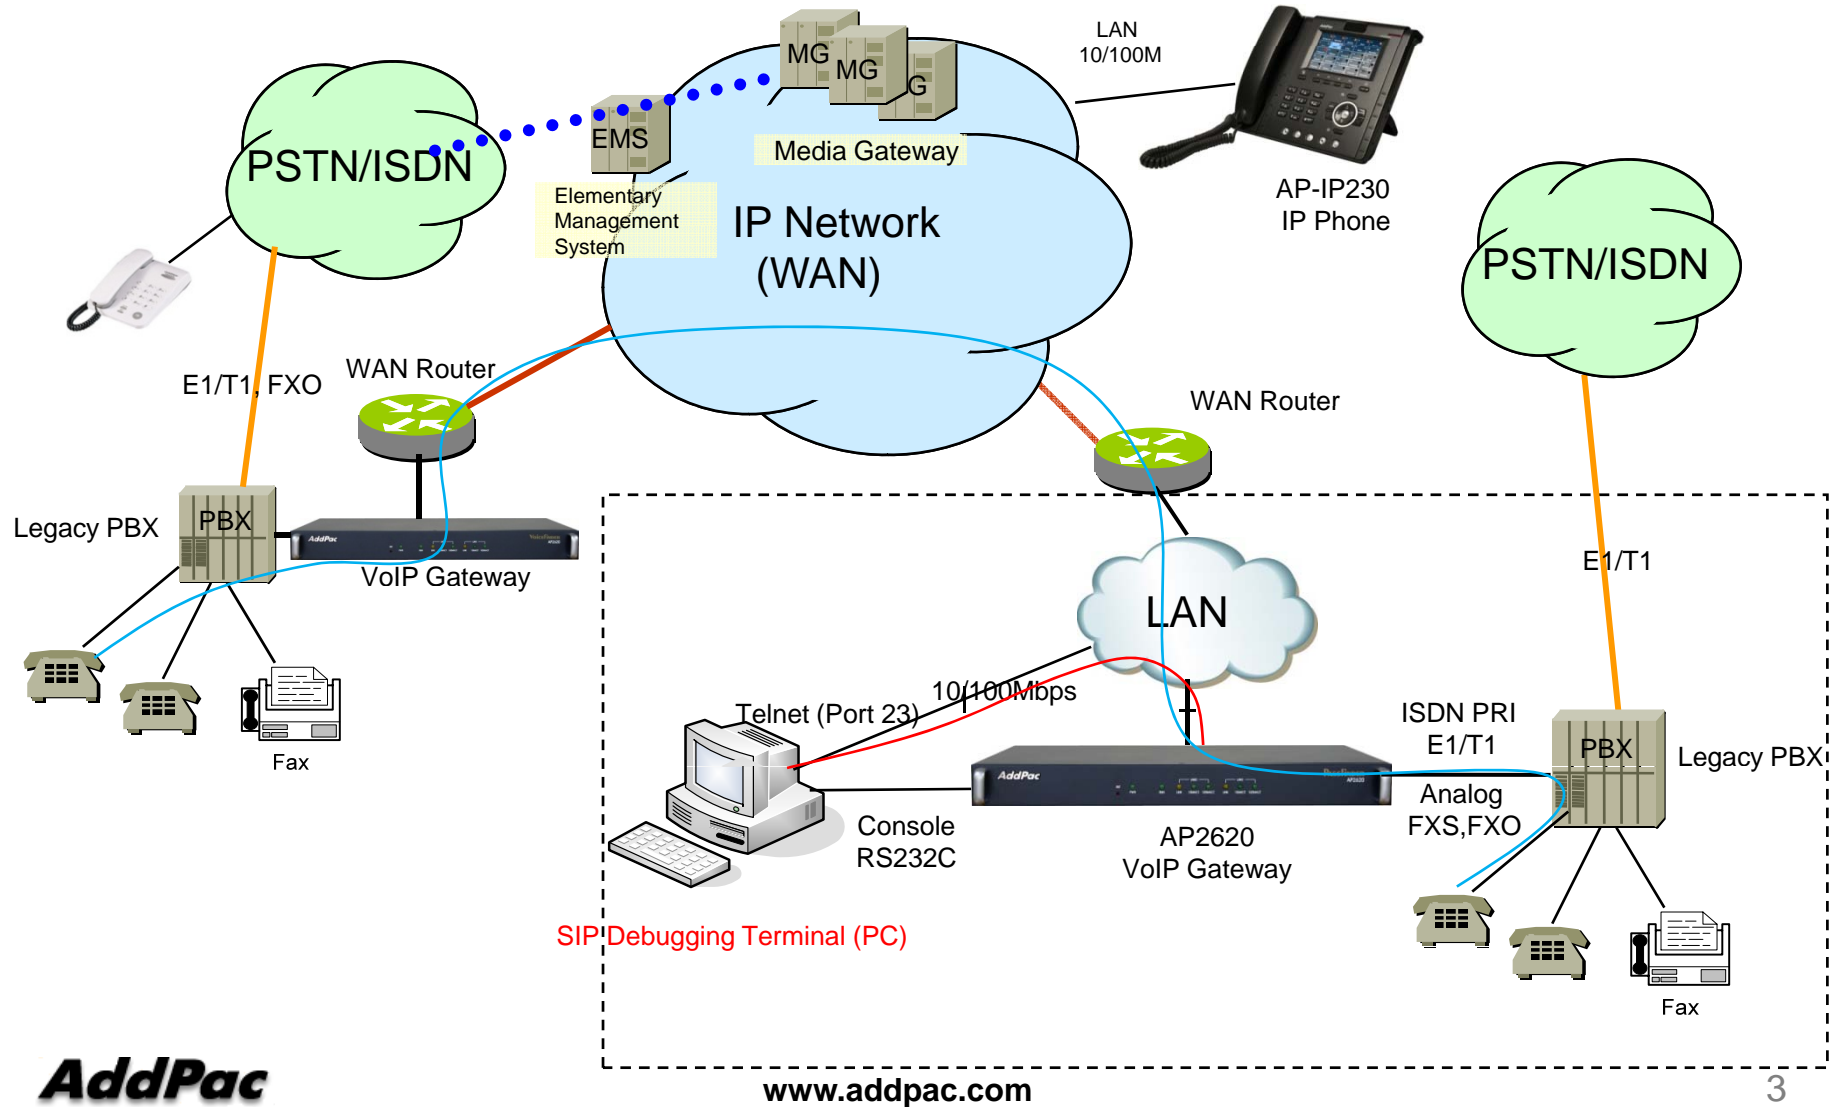 LAN
10/100M
MG
MG
G
EMS
Media Gateway
PSTN/ISDN
Elementary
Management
System
IP Network
(WAN)
AP-IP230
IP Phone
PSTN/ISDN
WAN Router
E1/T1, FXO
WAN Router
Legacy PBX
PBX
AddPac
VoIP Gateway
E1/T1
LAN
Fax
10/100Mbps
Telnet (Port 23)
ISDN PRI
E1/T1
PBX
Legacy PBX
AddPac
AP2620
Analog
FXS,FXO
Console
RS232C
AP2620
VoIP Gateway
SIP Debugging Terminal (PC)
Fax
AddPac
www.addpac.com
3